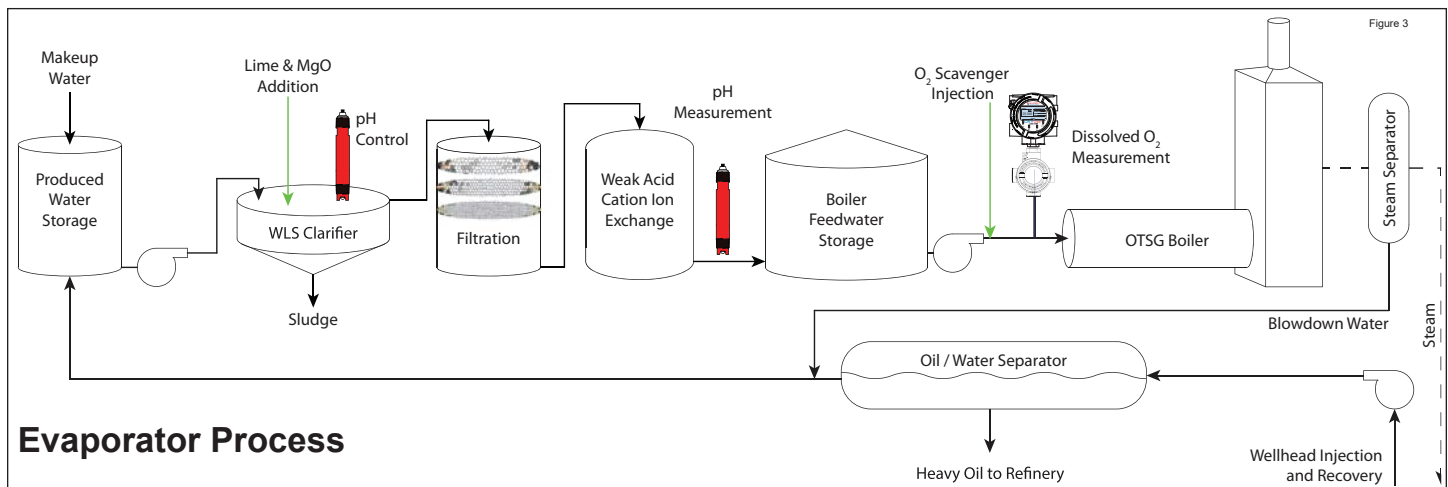 Figure 3
Makeup
Water
Lime & MgO
Addition
pH
Control
pH
Measurement
O₂ Scavenger
Injection
Dissolved O₂
Measurement
Produced
Water
Storage
WLS Clarifier
Filtration
Weak Acid
Cation Ion
Exchange
Boiler
Feedwater
Storage
OTSG Boiler
Steam Separator
Sludge
Blowdown Water
Steam
Oil / Water Separator
Evaporator Process
Heavy Oil to Refinery
Wellhead Injection
and Recovery